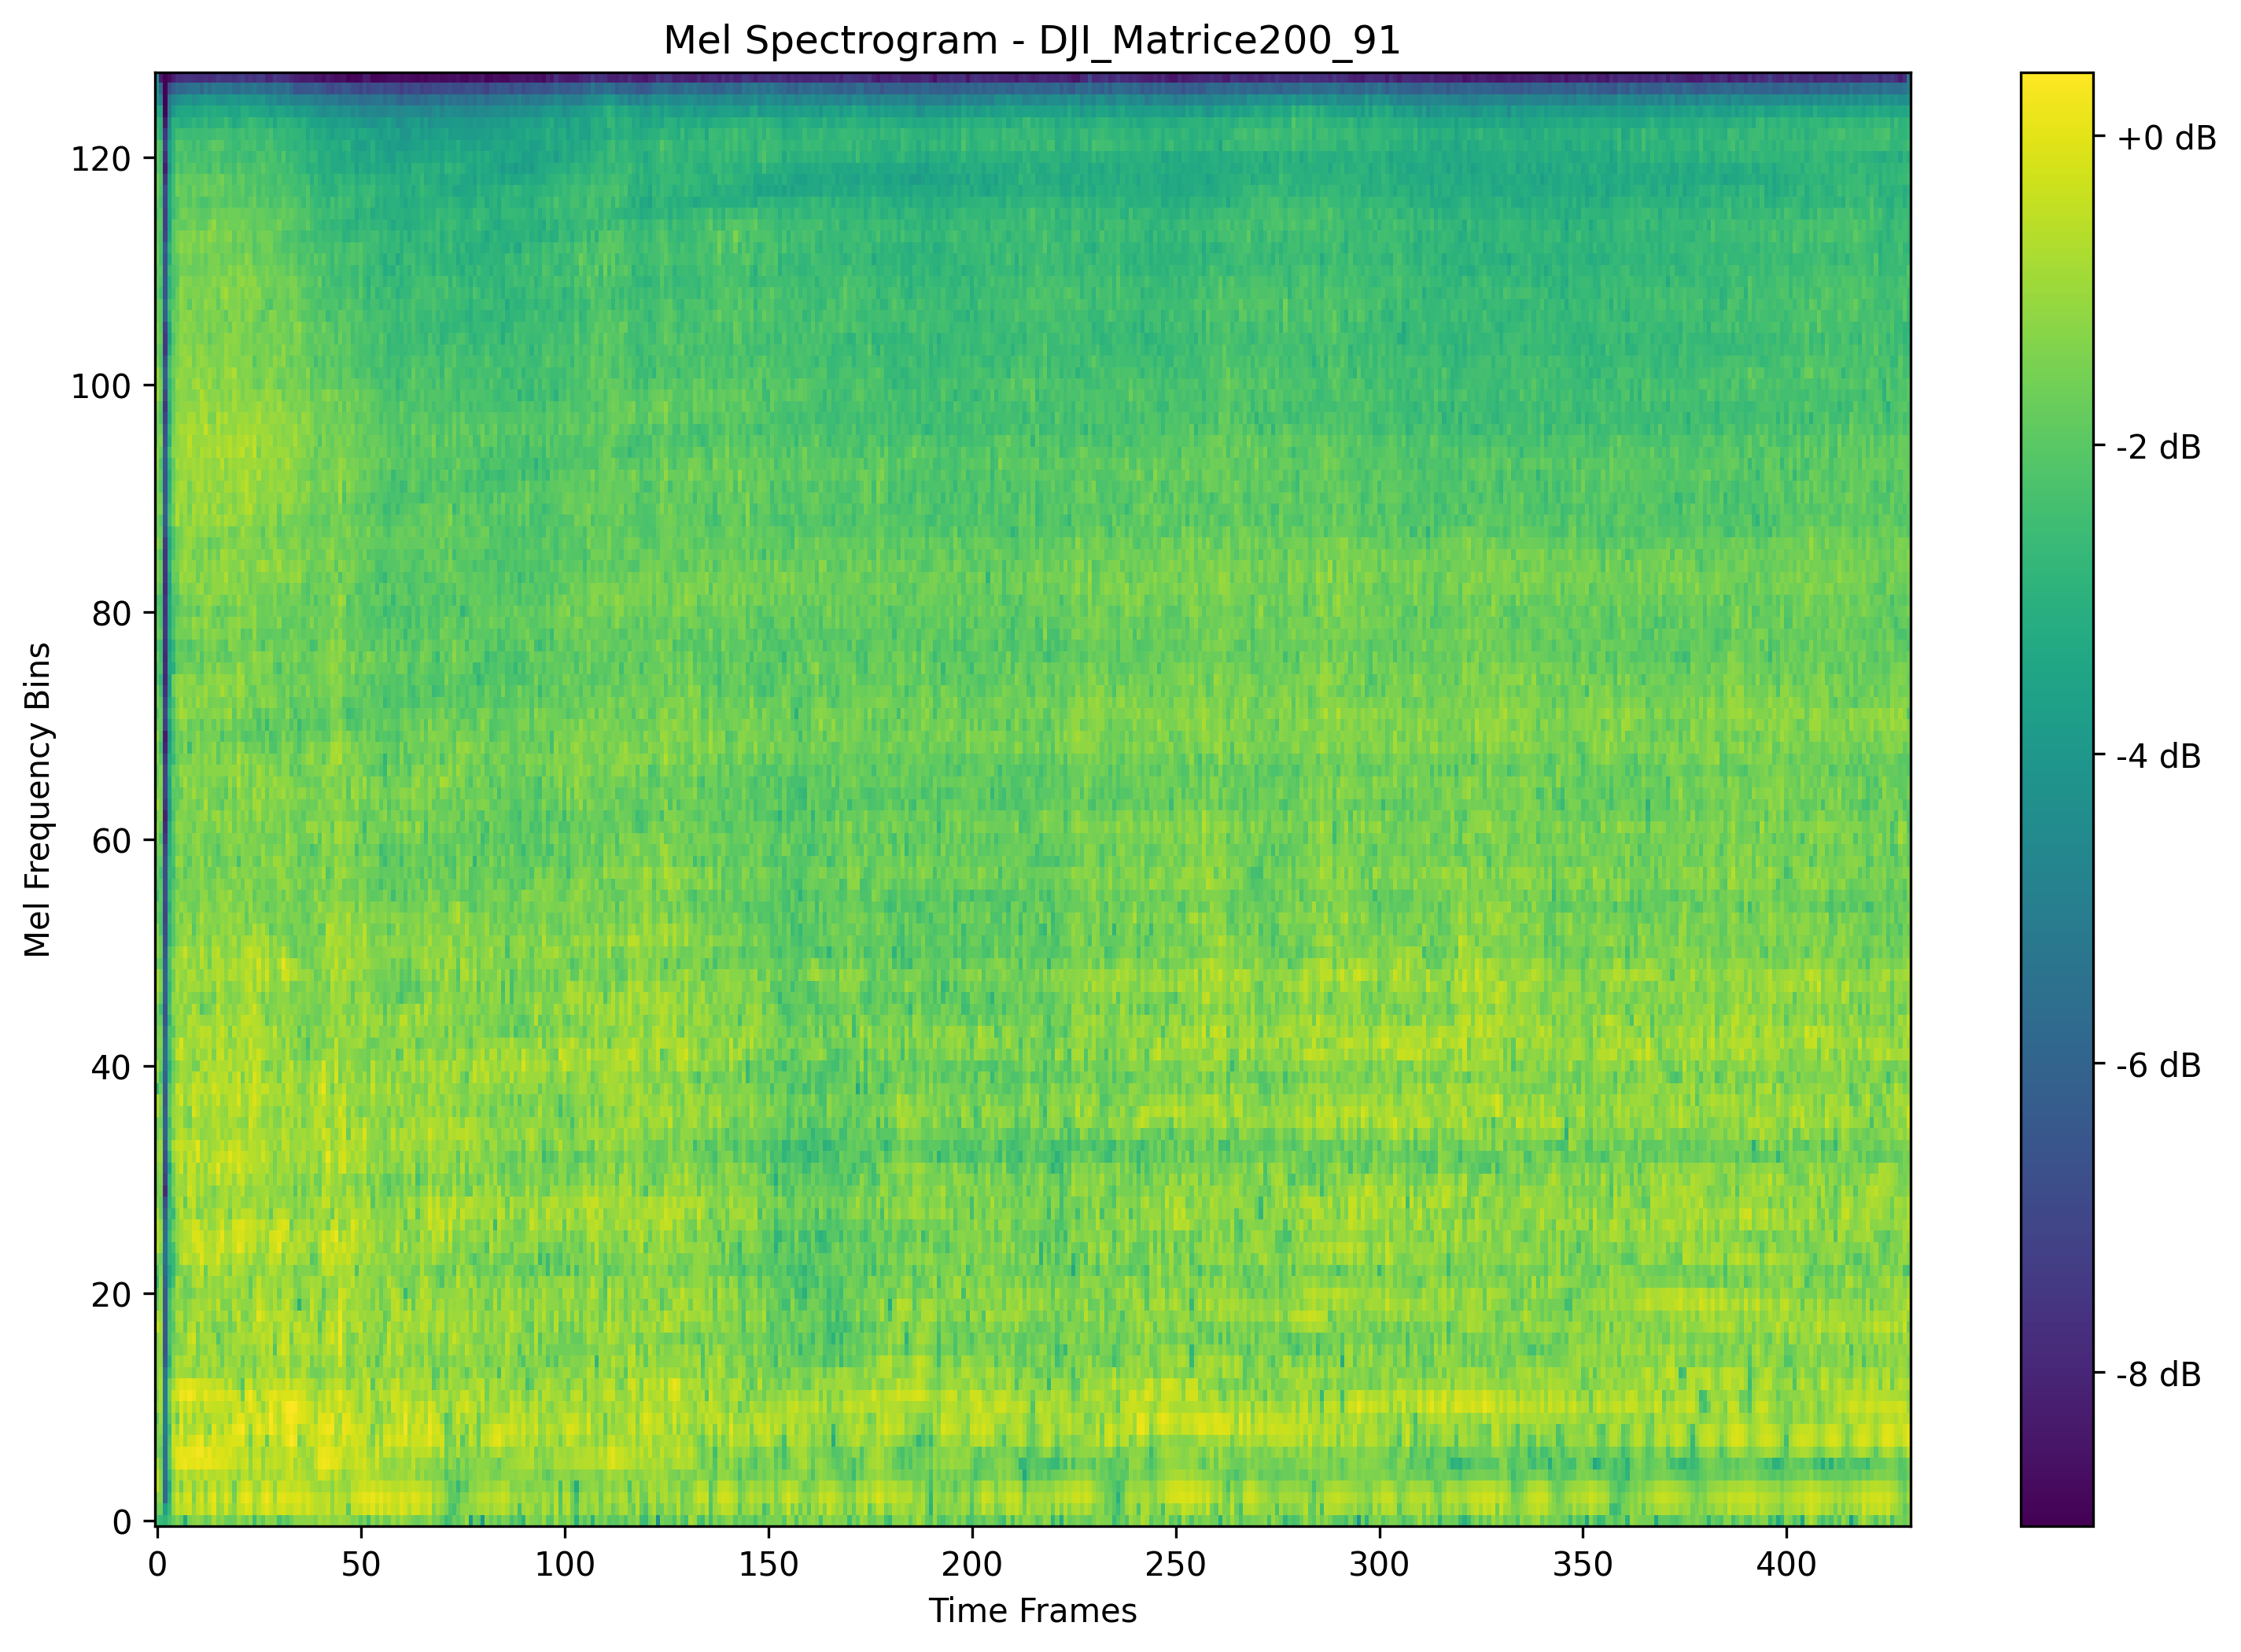 Mel Spectrogram - DJI_Matrice200_91
120
100
80
60
40
20
0
Mel Frequency Bins
0 50 100 150 200 250 300 350 400
Time Frames
+0 dB
-2 dB
-4 dB
-6 dB
-8 dB